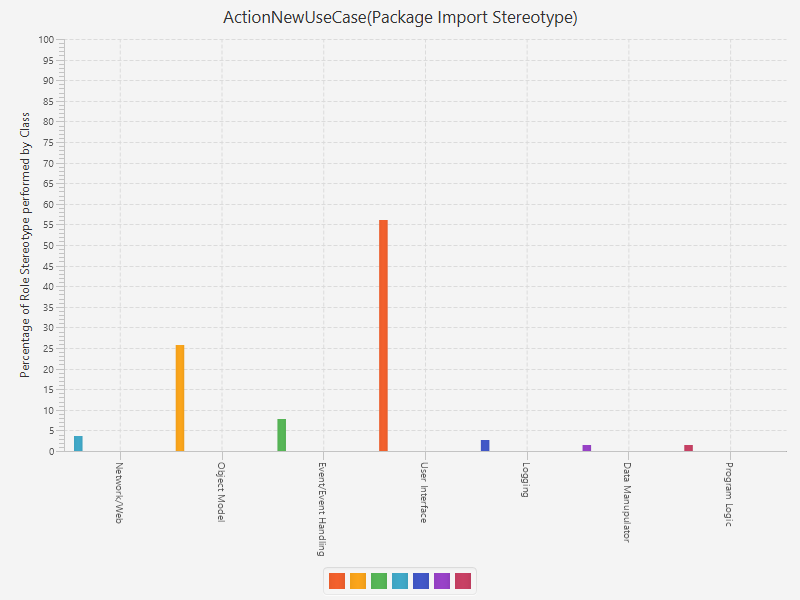 ActionNewUseCase(Package Import Stereotype)
Percentage of Role Stereotype performed by Class
100
95
90
85
80
75
70
65
60
55
50
45
40
35
30
25
20
15
10
5
0
Network/Web
Object Model
Event/Event Handling
User Interface
Logging
Data Manupulator
Program Logic